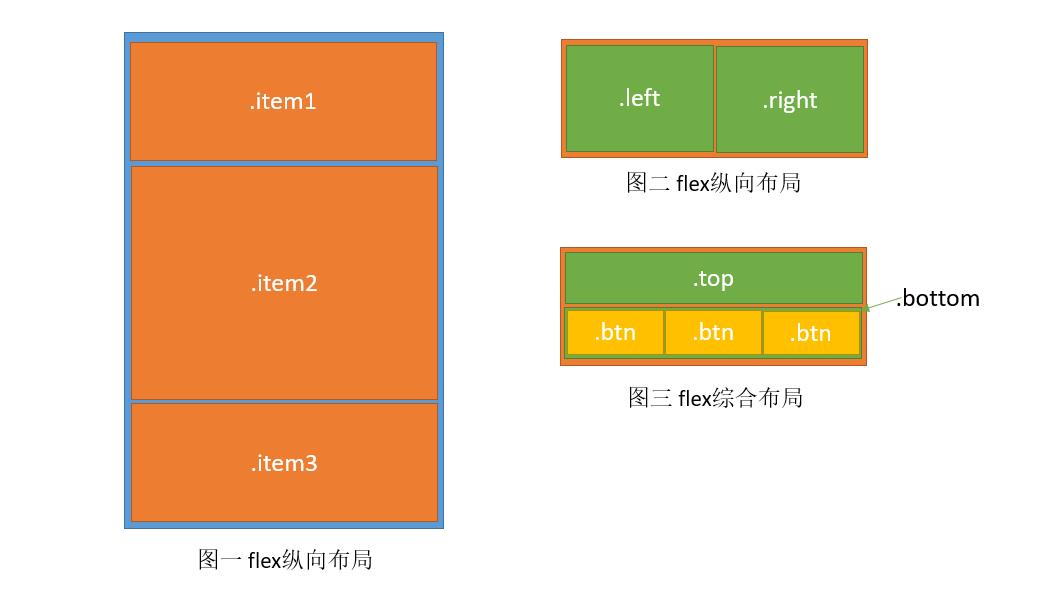 .item1
.item2
.item3
图一 flex纵向布局
.left
.right
图二 flex纵向布局
.top
.bottom
.btn
.btn
.btn
图三 flex综合布局